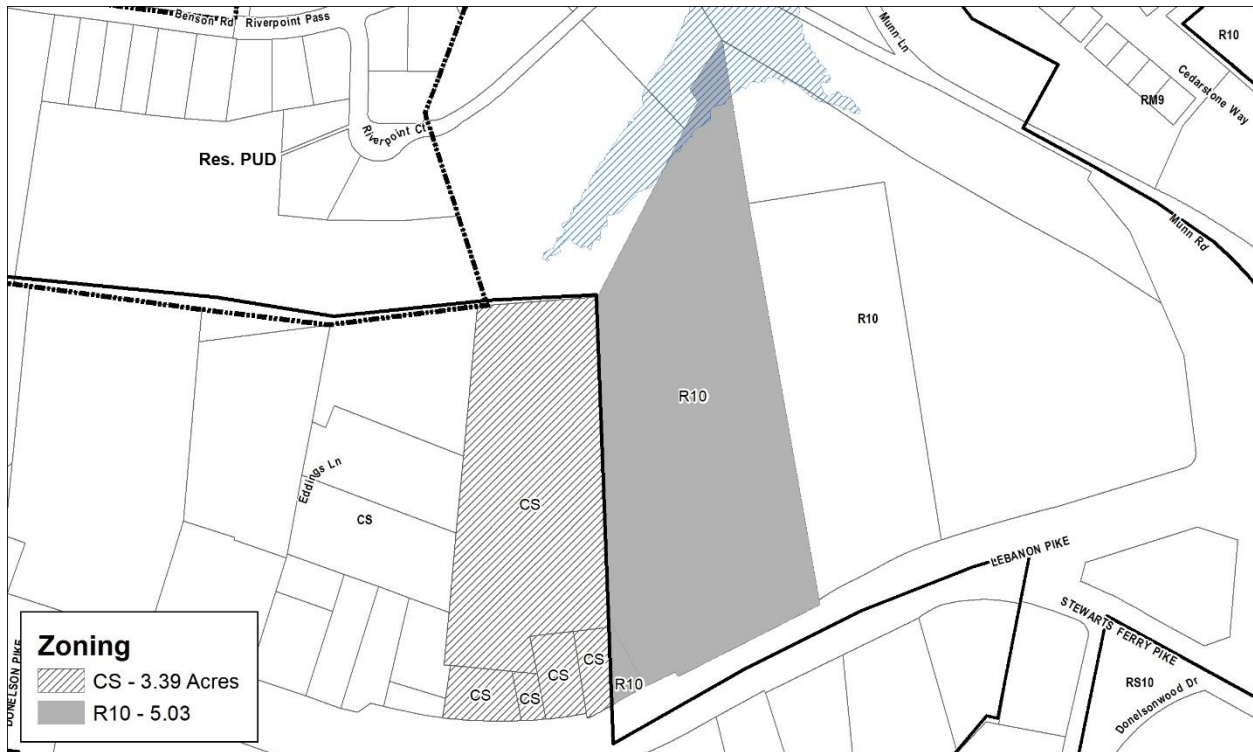 Benson Rd
Riverpoint Pass
Munn Ln
R10
Cedarstone Way
RM9
Riverpoint Ct
Res. PUD
Munn Rd
R10
R10
Eddings Ln
CS
CS
LEBANON PIKE
STEWARTS FERRY PIKE
RS10
Donelsonwood Dr
CS
CS
CS
CS
R10
DONELSON PIKE
Zoning
CS - 3.39 Acres
R10 - 5.03